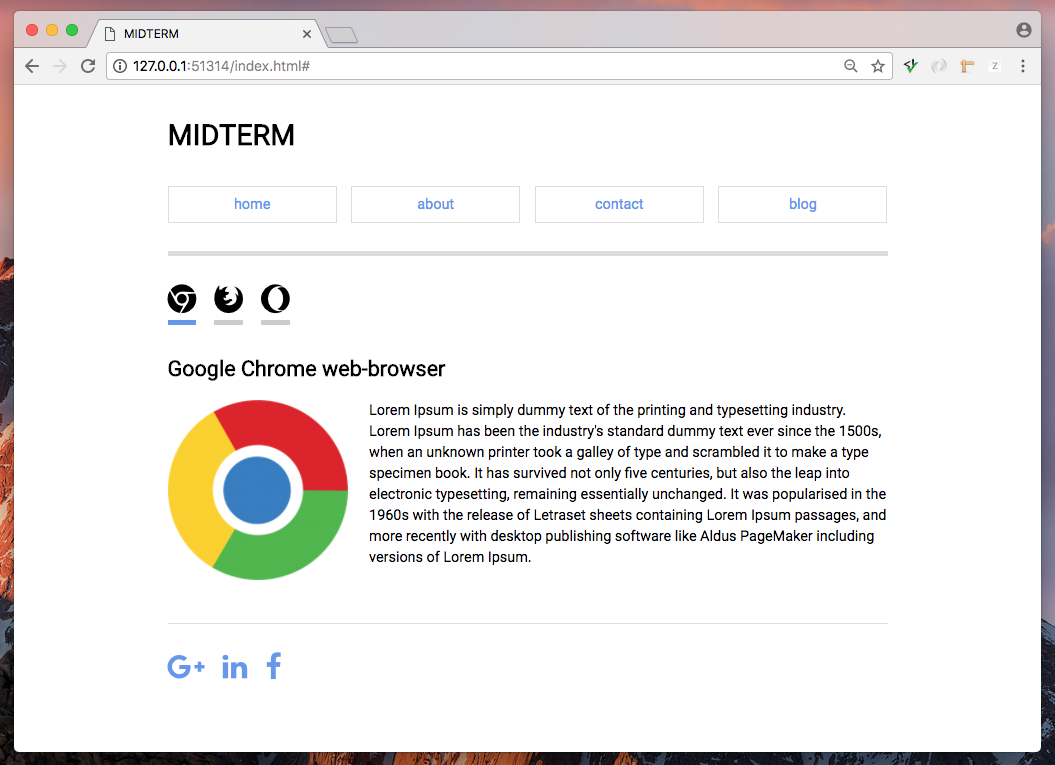 MIDTERM
127.0.0.1:51314/index.html#
Z
MIDTERM
home
about
contact
blog
Google Chrome web-browser
Lorem Ipsum is simply dummy text of the printing and typesetting industry.
Lorem Ipsum has been the industry's standard dummy text ever since the 1500s,
when an unknown printer took a galley of type and scrambled it to make a type
specimen book. It has survived not only five centuries, but also the leap into
electronic typesetting, remaining essentially unchanged. It was popularised in the
1960s with the release of Letraset sheets containing Lorem Ipsum passages, and
more recently with desktop publishing software like Aldus PageMaker including
versions of Lorem Ipsum.
G+ in f